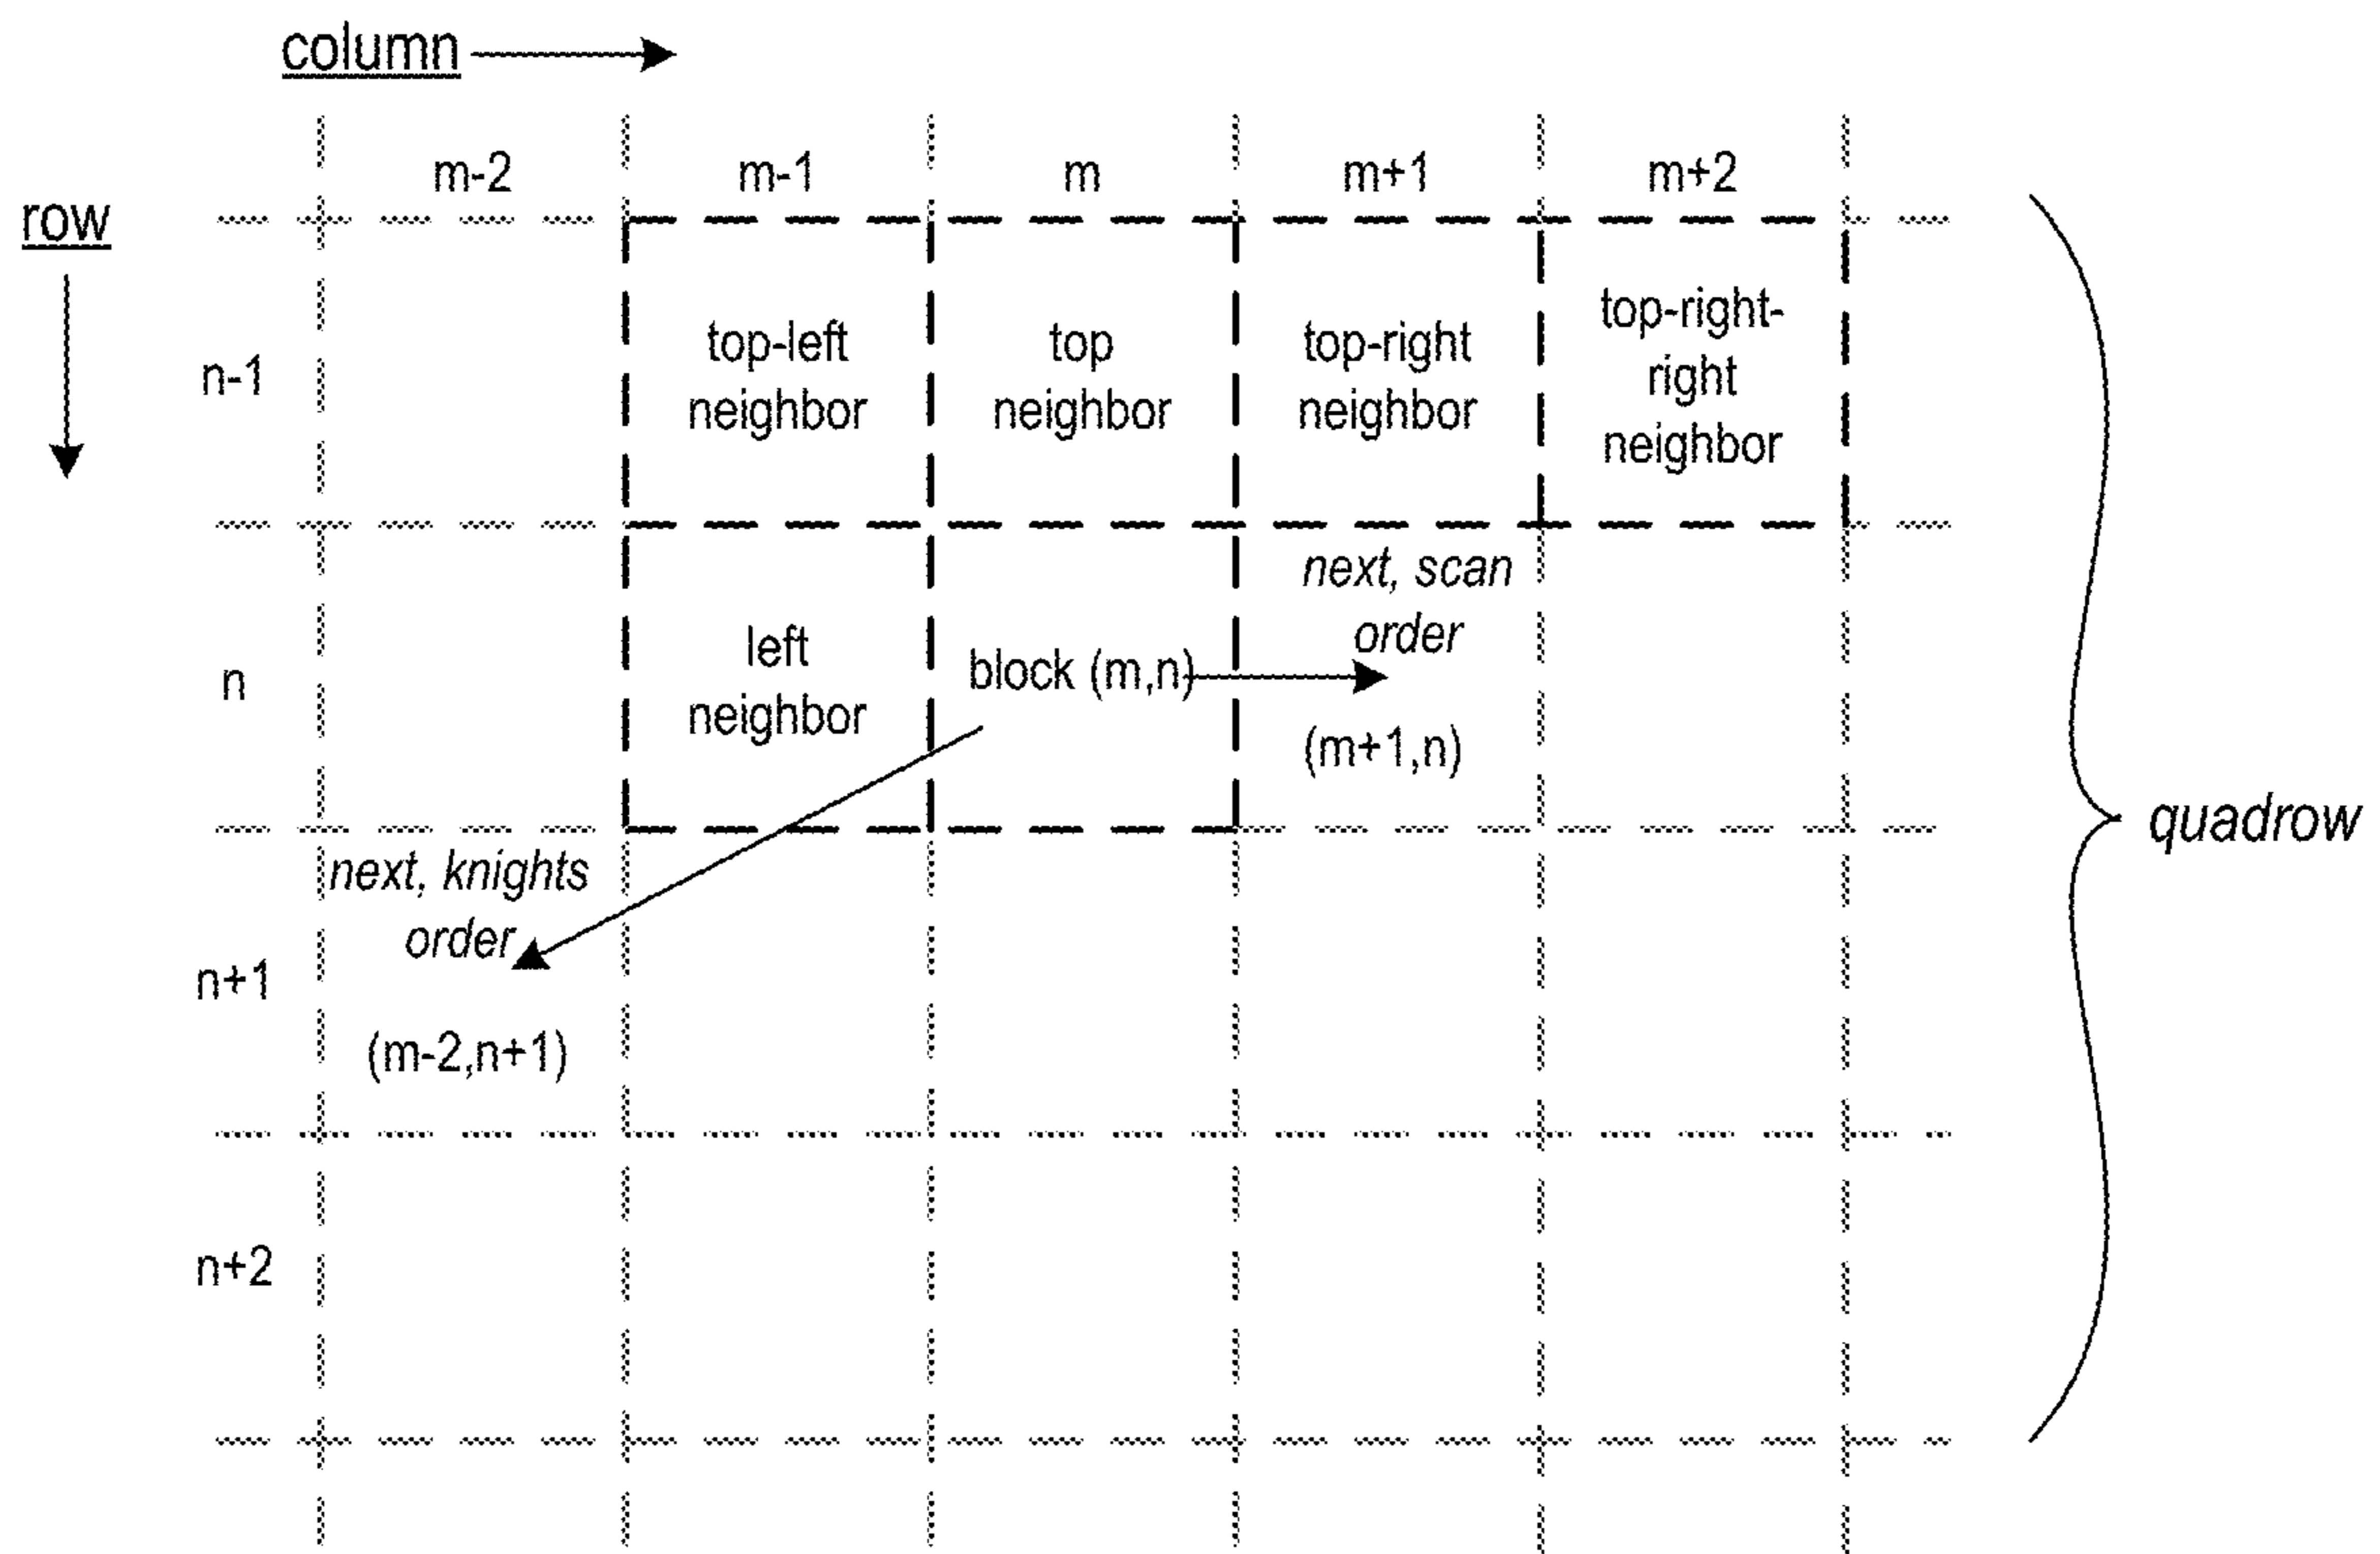 column
m-2 m-1 m m+1 m+2
row
n-1
top-left
neighbor
top
neighbor
top-right
neighbor
top-right-
right
neighbor
n
left
neighbor
block (m,n)
next, scan
order
(m+1,n)
quadrow
n+1
next, knights
order
(m-2,n+1)
n+2